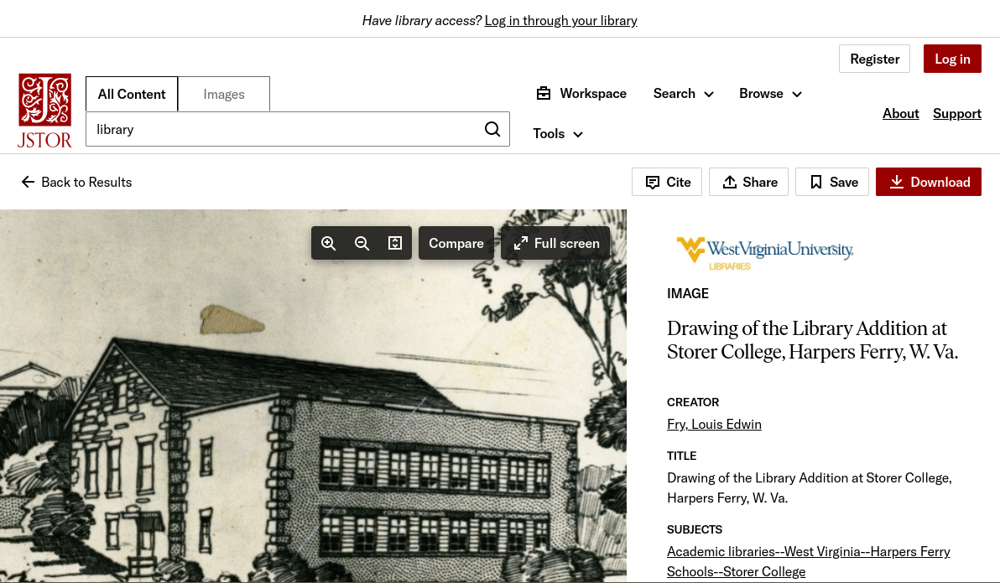 Have library access? Log in through your library
Register
Log in
All Content
Images
Workspace
Search
Browse
About
Support
JSTOR
library
Tools
Back to Results
Cite
Share
Save
Download
Compare
Full screen
WestVirginiaUniversity.
LIBRARIES
IMAGE
Drawing of the Library Addition at
Storer College, Harpers Ferry, W. Va.
CREATOR
Fry, Louis Edwin
TITLE
Drawing of the Library Addition at Storer College,
Harpers Ferry, W. Va.
SUBJECTS
Academic libraries--West Virginia--Harpers Ferry
Schools--Storer College